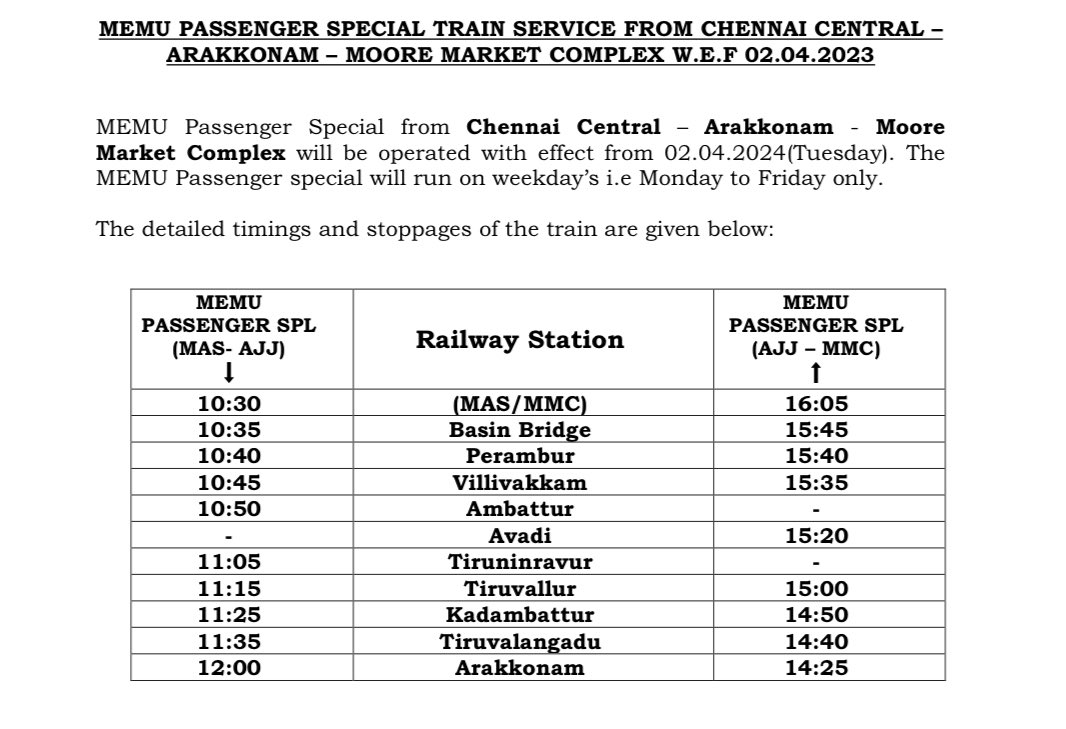 MEMU PASSENGER SPECIAL TRAIN SERVICE FROM CHENNAI CENTRAL –
ARAKKONAM – MOORE MARKET COMPLEX W.E.F 02.04.2023
MEMU Passenger Special from Chennai Central – Arakkonam - Moore
Market Complex will be operated with effect from 02.04.2024(Tuesday). The
MEMU Passenger special will run on weekday’s i.e Monday to Friday only.
The detailed timings and stoppages of the train are given below:
MEMU
PASSENGER SPL
(MAS- AJJ)
↓
Railway Station
MEMU
PASSENGER SPL
(AJJ – MMC)
↑
10:30 (MAS/MMC) 16:05
10:35 Basin Bridge 15:45
10:40 Perambur 15:40
10:45 Villivakkam 15:35
10:50 Ambattur -
- Avadi 15:20
11:05 Tiruninravur -
11:15 Tiruvallur 15:00
11:25 Kadambattur 14:50
11:35 Tiruvalangadu 14:40
12:00 Arakkonam 14:25